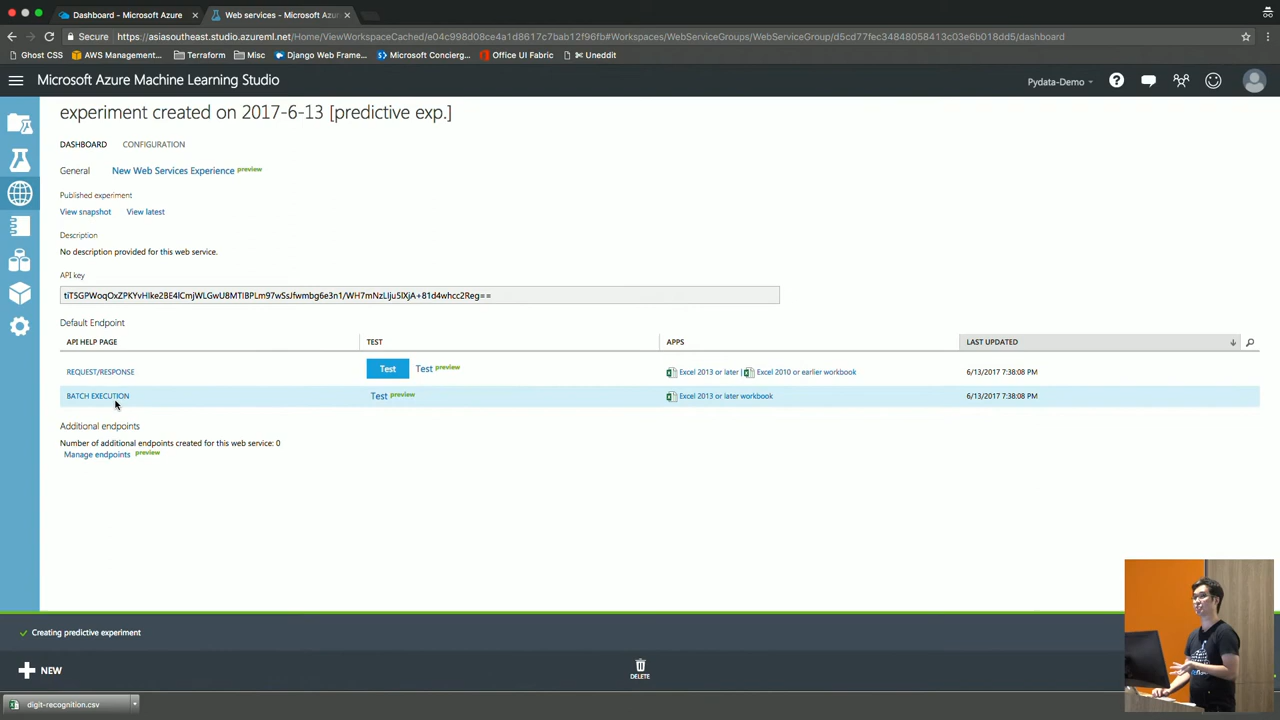 Dashboard - Microsoft Azure
Web services - Microsoft Azu
Secure https://asiasoutheast.studio.azureml.net/Home/ViewWorkspaceCached/e04c998d08ce4a1d8617c7bab12f96fb#Workspaces/WebServiceGroups/WebServiceGroup/d5cd77fec34848058413c03e6b018dd5/dashboard
Ghost CSS AWS Management... Terraform Misc Django Web Frame... Microsoft Concierg... Office UI Fabric Uneddit
Microsoft Azure Machine Learning Studio
Pydata-Demo
experiment created on 2017-6-13 [predictive exp.]
DASHBOARD CONFIGURATION
General New Web Services Experience preview
Published experiment
View snapshot View latest
Description
No description provided for this web service.
API key
Default Endpoint
API HELP PAGE TEST APPS LAST UPDATED
REQUEST/RESPONSE Test Test preview Excel 2013 or later | Excel 2010 or earlier workbook 6/13/2017 7:38:08 PM
BATCH EXECUTION Test preview Excel 2013 or later workbook 6/13/2017 7:38:08 PM
Additional endpoints
Number of additional endpoints created for this web service: 0
Manage endpoints preview
Creating predictive experiment
NEW
DELETE
digit-recognition.csv